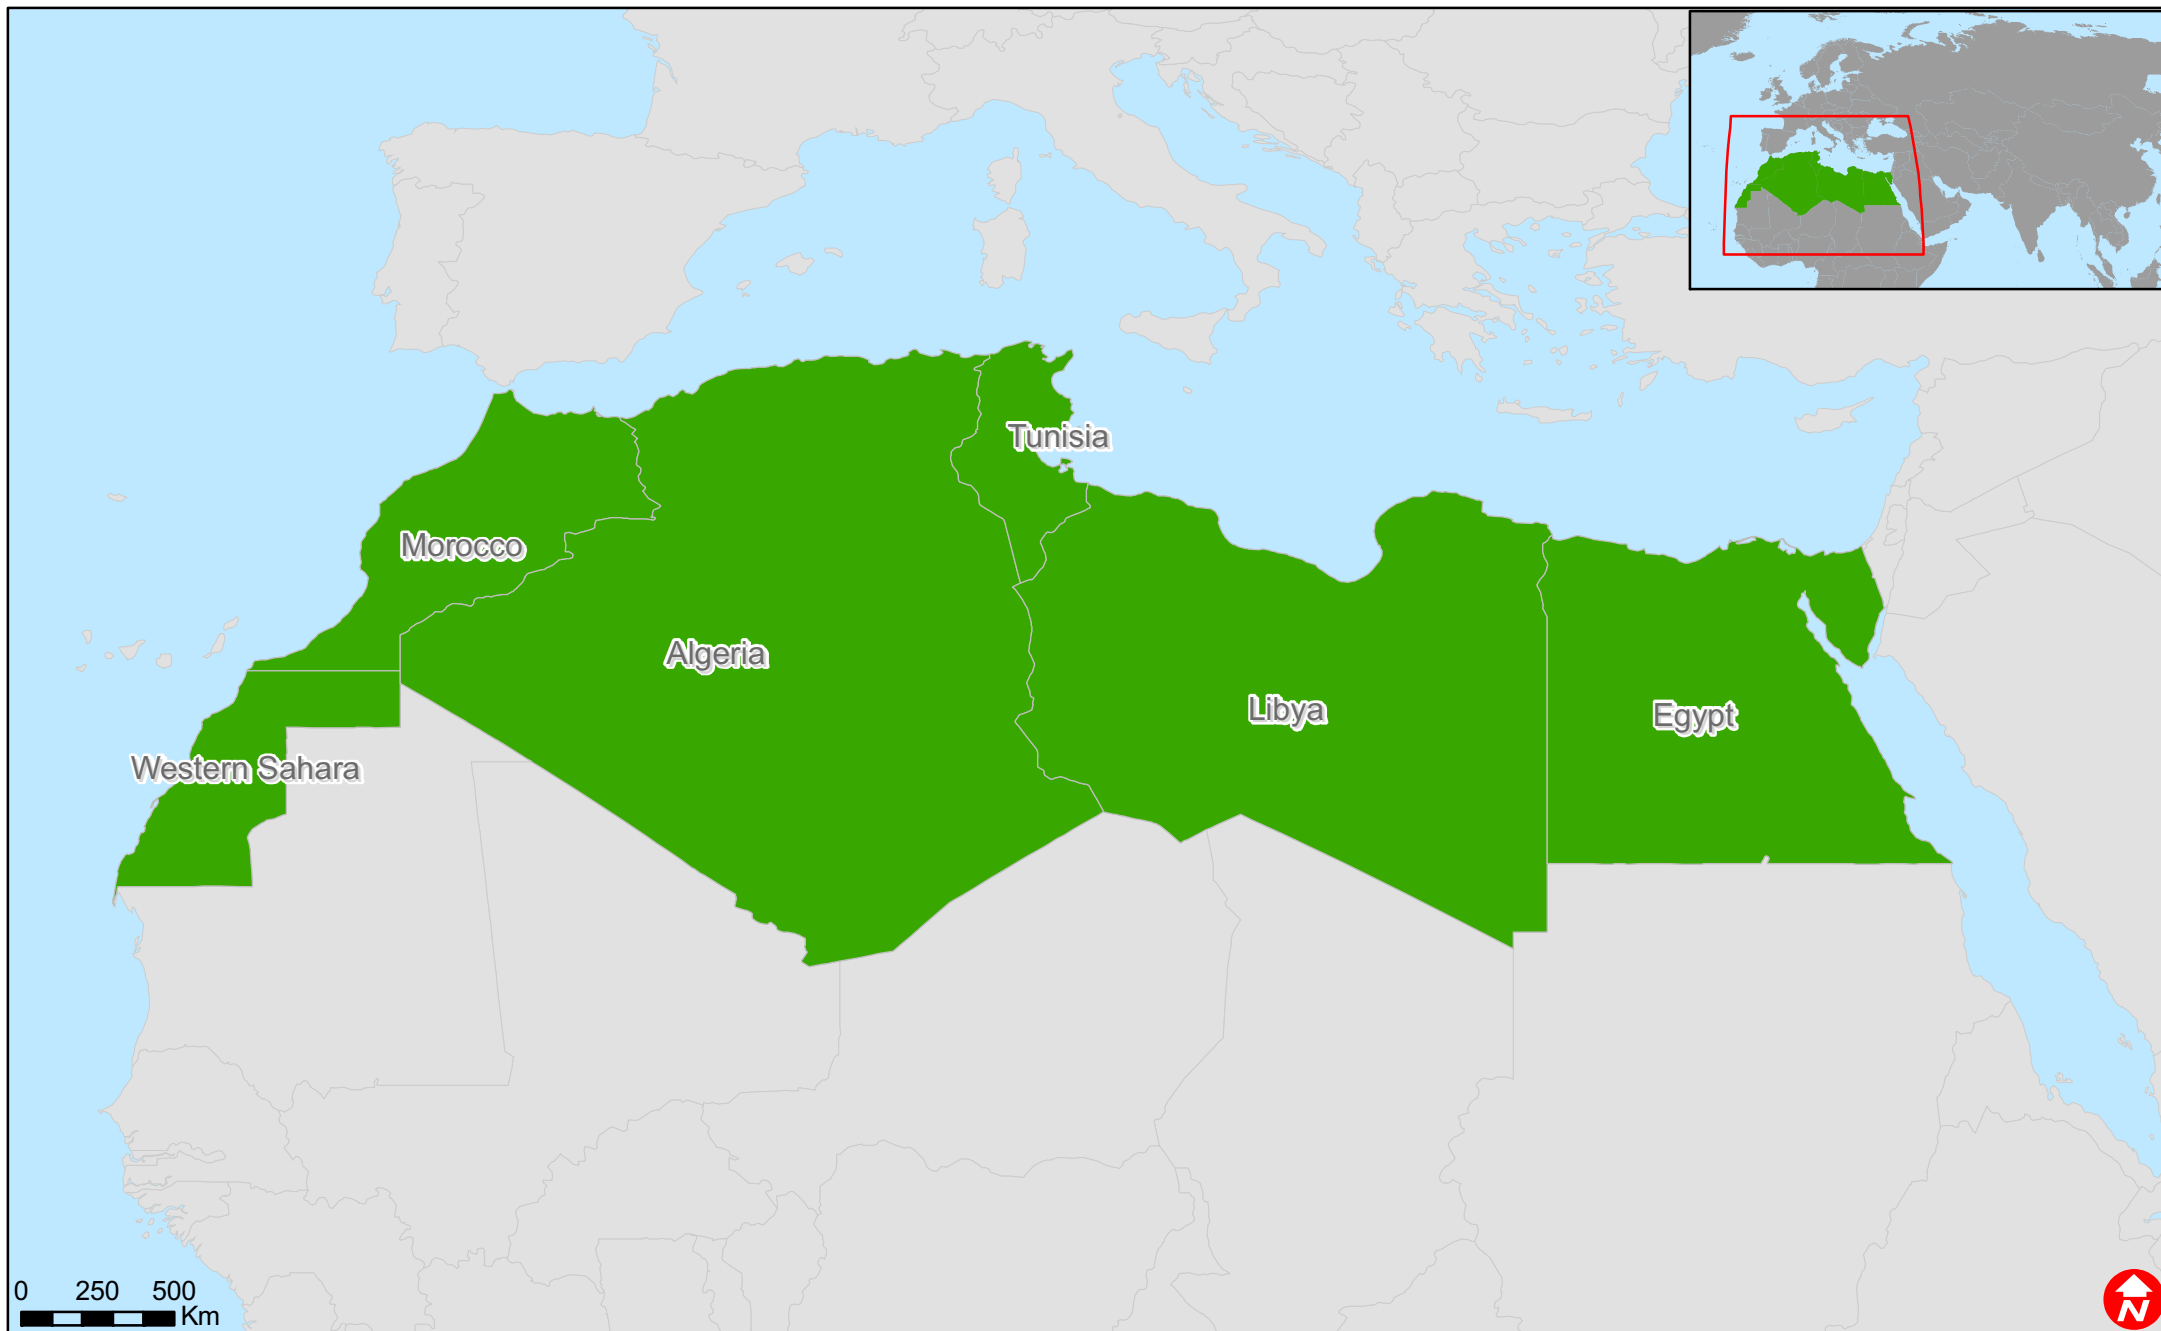 Tunisia
Morocco
Algeria
Libya
Egypt
Western Sahara
0 250 500
Km
N